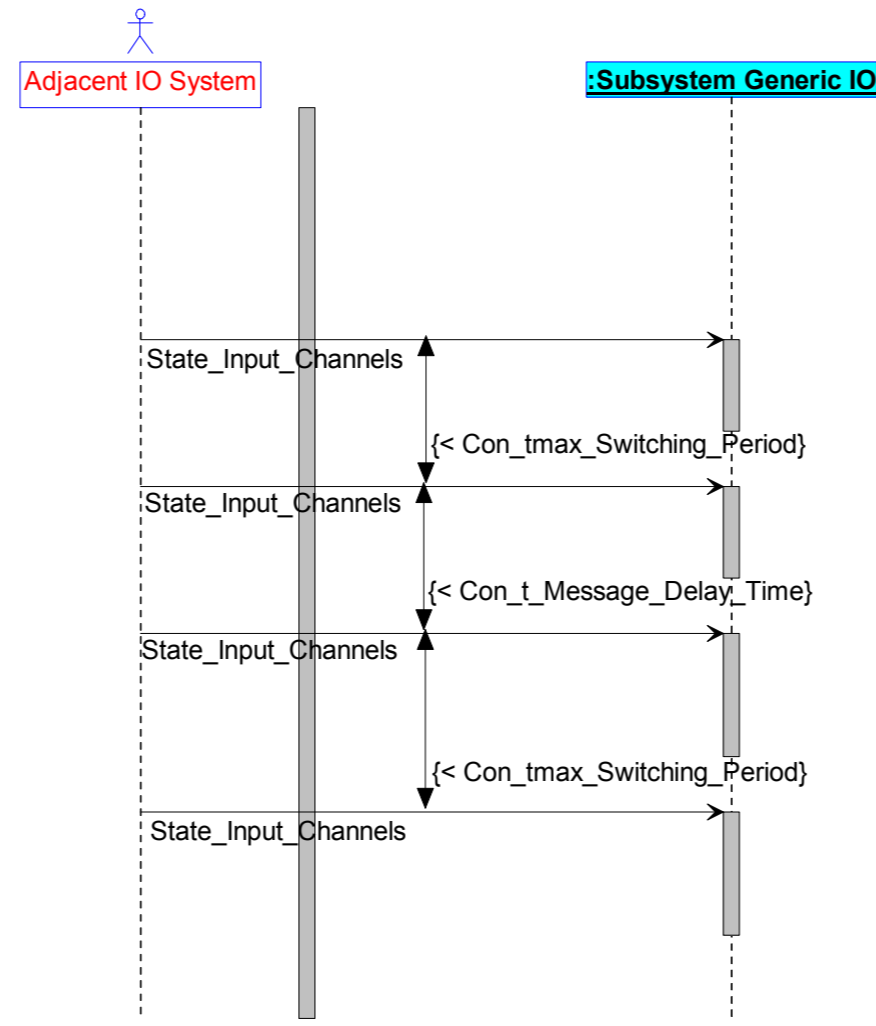 Adjacent IO System
:Subsystem Generic IO
State_Input_Channels
{< Con_tmax_Switching_Period}
State_Input_Channels
{< Con_t_Message_Delay_Time}
State_Input_Channels
{< Con_tmax_Switching_Period}
State_Input_Channels